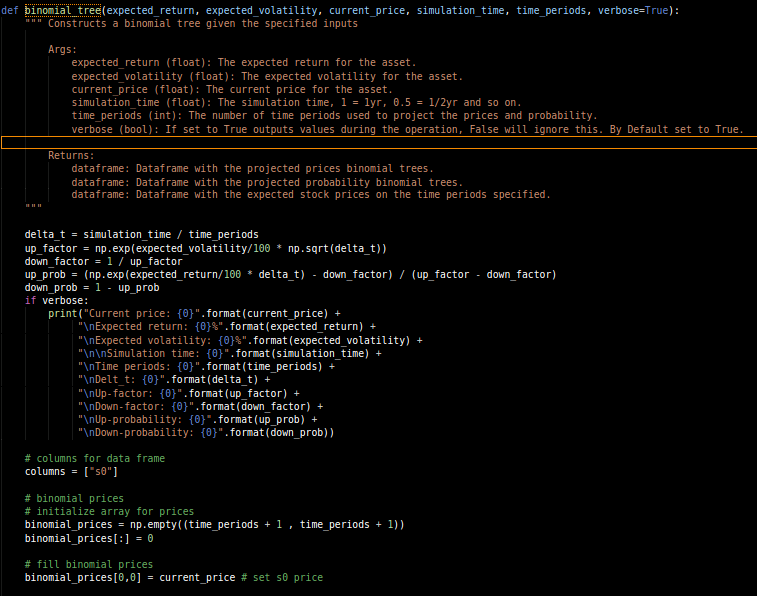 def binomial_tree(expected_return, expected_volatility, current_price, simulation_time, time_periods, verbose=True):
    """ Constructs a binomial tree given the specified inputs

        Args:
            expected_return (float): The expected return for the asset.
            expected_volatility (float): The expected volatility for the asset.
            current_price (float): The current price for the asset.
            simulation_time (float): The simulation time, 1 = 1yr, 0.5 = 1/2yr and so on.
            time_periods (int): The number of time periods used to project the prices and probability.
            verbose (bool): If set to True outputs values during the operation, False will ignore this. By Default set to True.

        Returns:
            dataframe: Dataframe with the projected prices binomial trees.
            dataframe: Dataframe with the projected probability binomial trees.
            dataframe: Dataframe with the expected stock prices on the time periods specified.
    """

    delta_t = simulation_time / time_periods
    up_factor = np.exp(expected_volatility/100 * np.sqrt(delta_t))
    down_factor = 1 / up_factor
    up_prob = (np.exp(expected_return/100 * delta_t) - down_factor) / (up_factor - down_factor)
    down_prob = 1 - up_prob
    if verbose:
        print("Current price: {0}".format(current_price) +
             "\nExpected return: {0}%".format(expected_return) +
             "\nExpected volatility: {0}%".format(expected_volatility) +
             "\n\nSimulation time: {0}".format(simulation_time) +
             "\nTime periods: {0}".format(time_periods) +
             "\nDelt_t: {0}".format(delta_t) +
             "\nUp-factor: {0}".format(up_factor) +
             "\nDown-factor: {0}".format(down_factor) +
             "\nUp-probability: {0}".format(up_prob) +
             "\nDown-probability: {0}".format(down_prob))

    # columns for data frame
    columns = ["s0"]

    # binomial prices
    # initialize array for prices
    binomial_prices = np.empty((time_periods + 1 , time_periods + 1))
    binomial_prices[:] = 0

    # fill binomial prices
    binomial_prices[0,0] = current_price # set s0 price